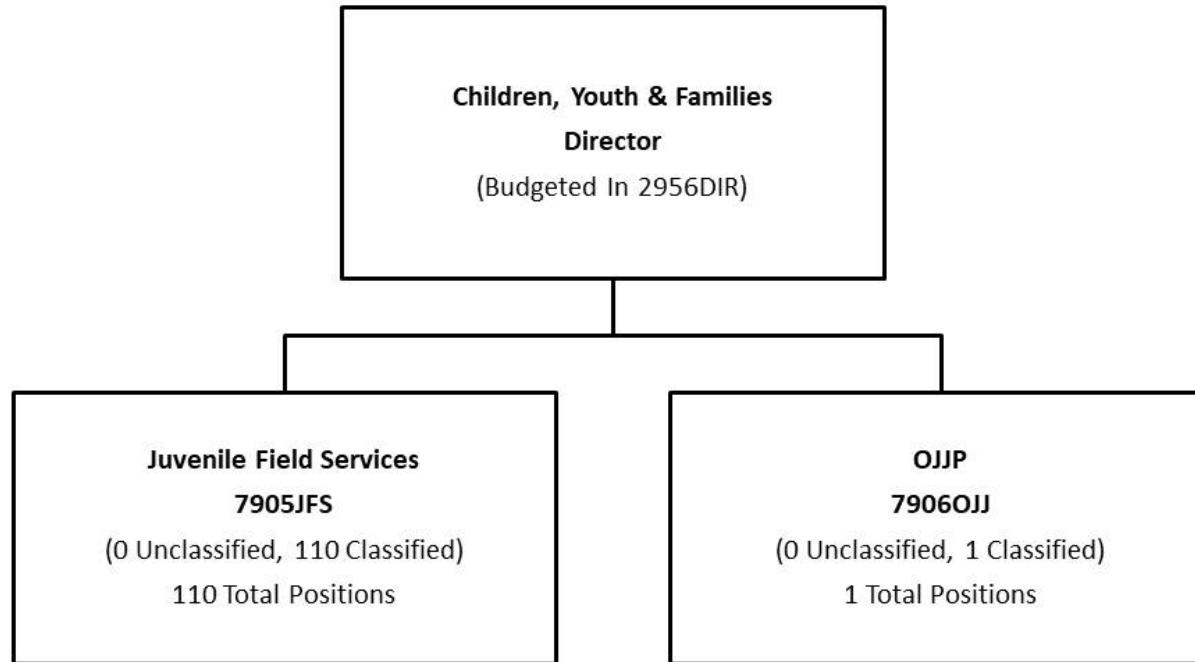 Children, Youth & Families
Director
(Budgeted In 2956DIR)
Juvenile Field Services
7905JFS
(0 Unclassified, 110 Classified)
110 Total Positions
OJJP
7906OJJ
(0 Unclassified, 1 Classified)
1 Total Positions